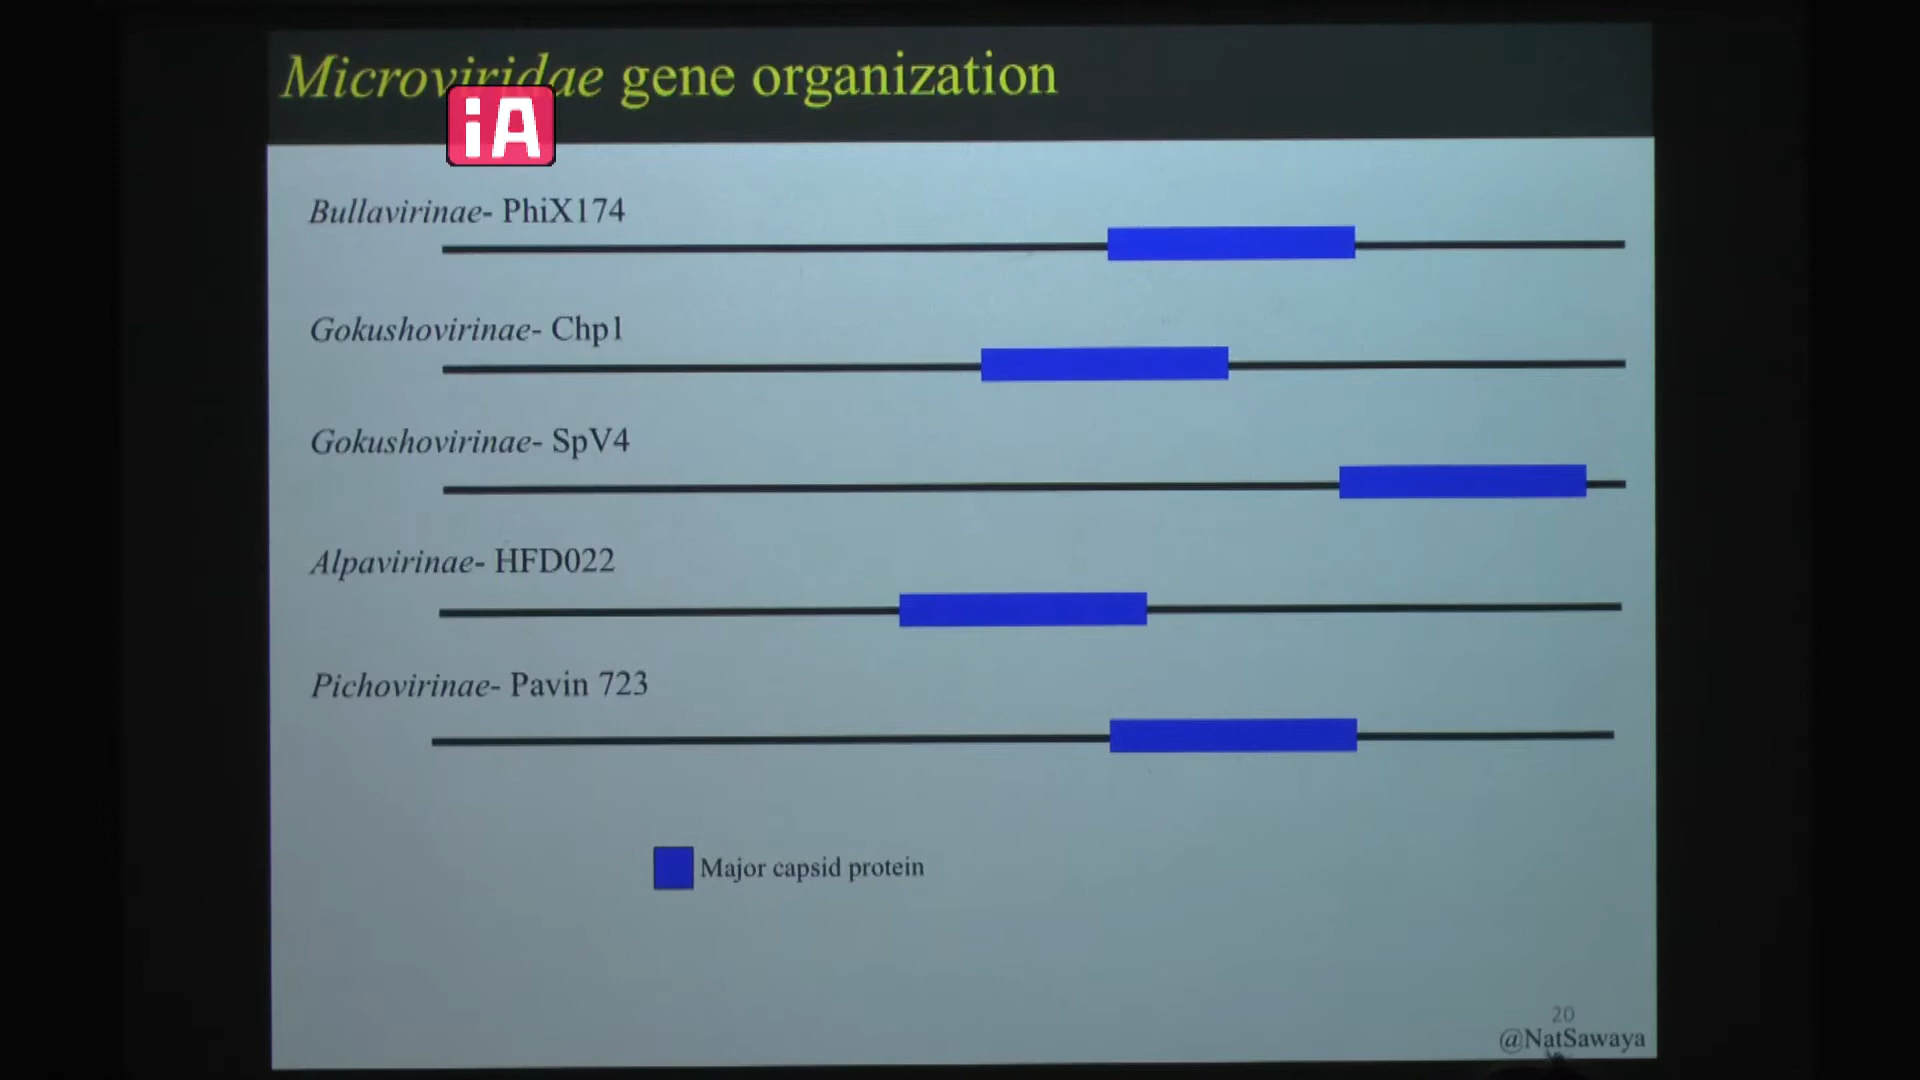 Microviridae gene organization
iA
Bullavirinae- PhiX174
Gokushovirinae- Chp1
Gokushovirinae- SpV4
Alpavirinae- HFD022
Pichovirinae- Pavin 723
Major capsid protein
20
@NatSawaya